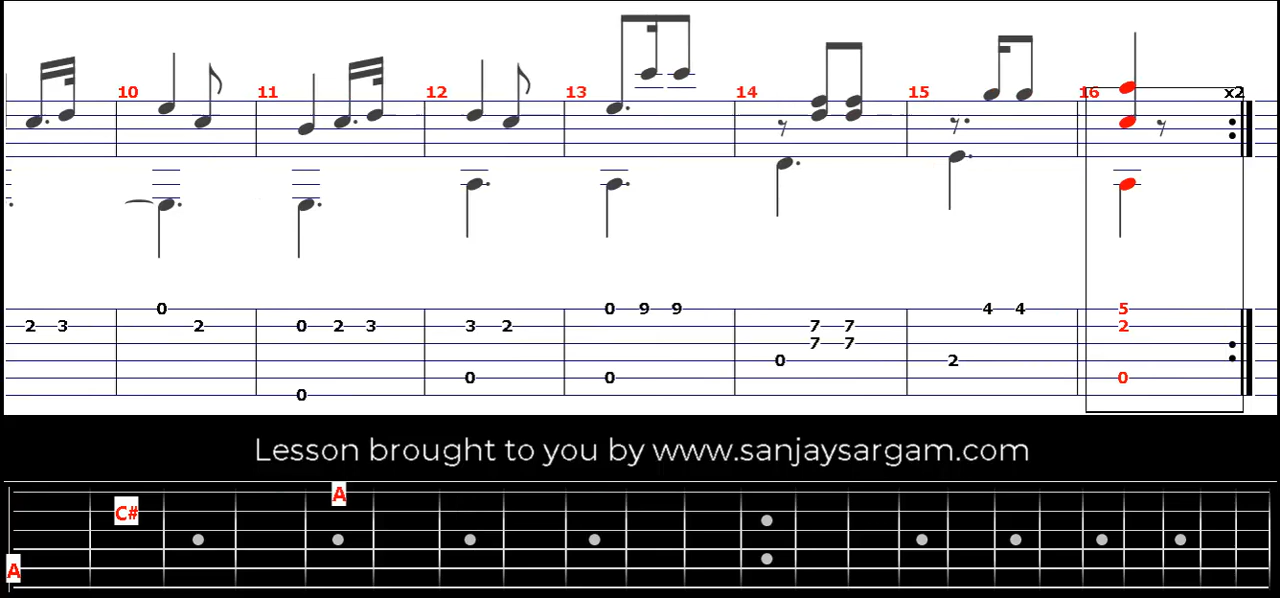 10 11 12 13 14 15 16 x2
2 3 0 0 9 9 4 4 5
2 0 2 3 3 2 7 7 2
7 7
0 2
0 0 0
0
Lesson brought to you by www.sanjaysargam.com
A
C#
A